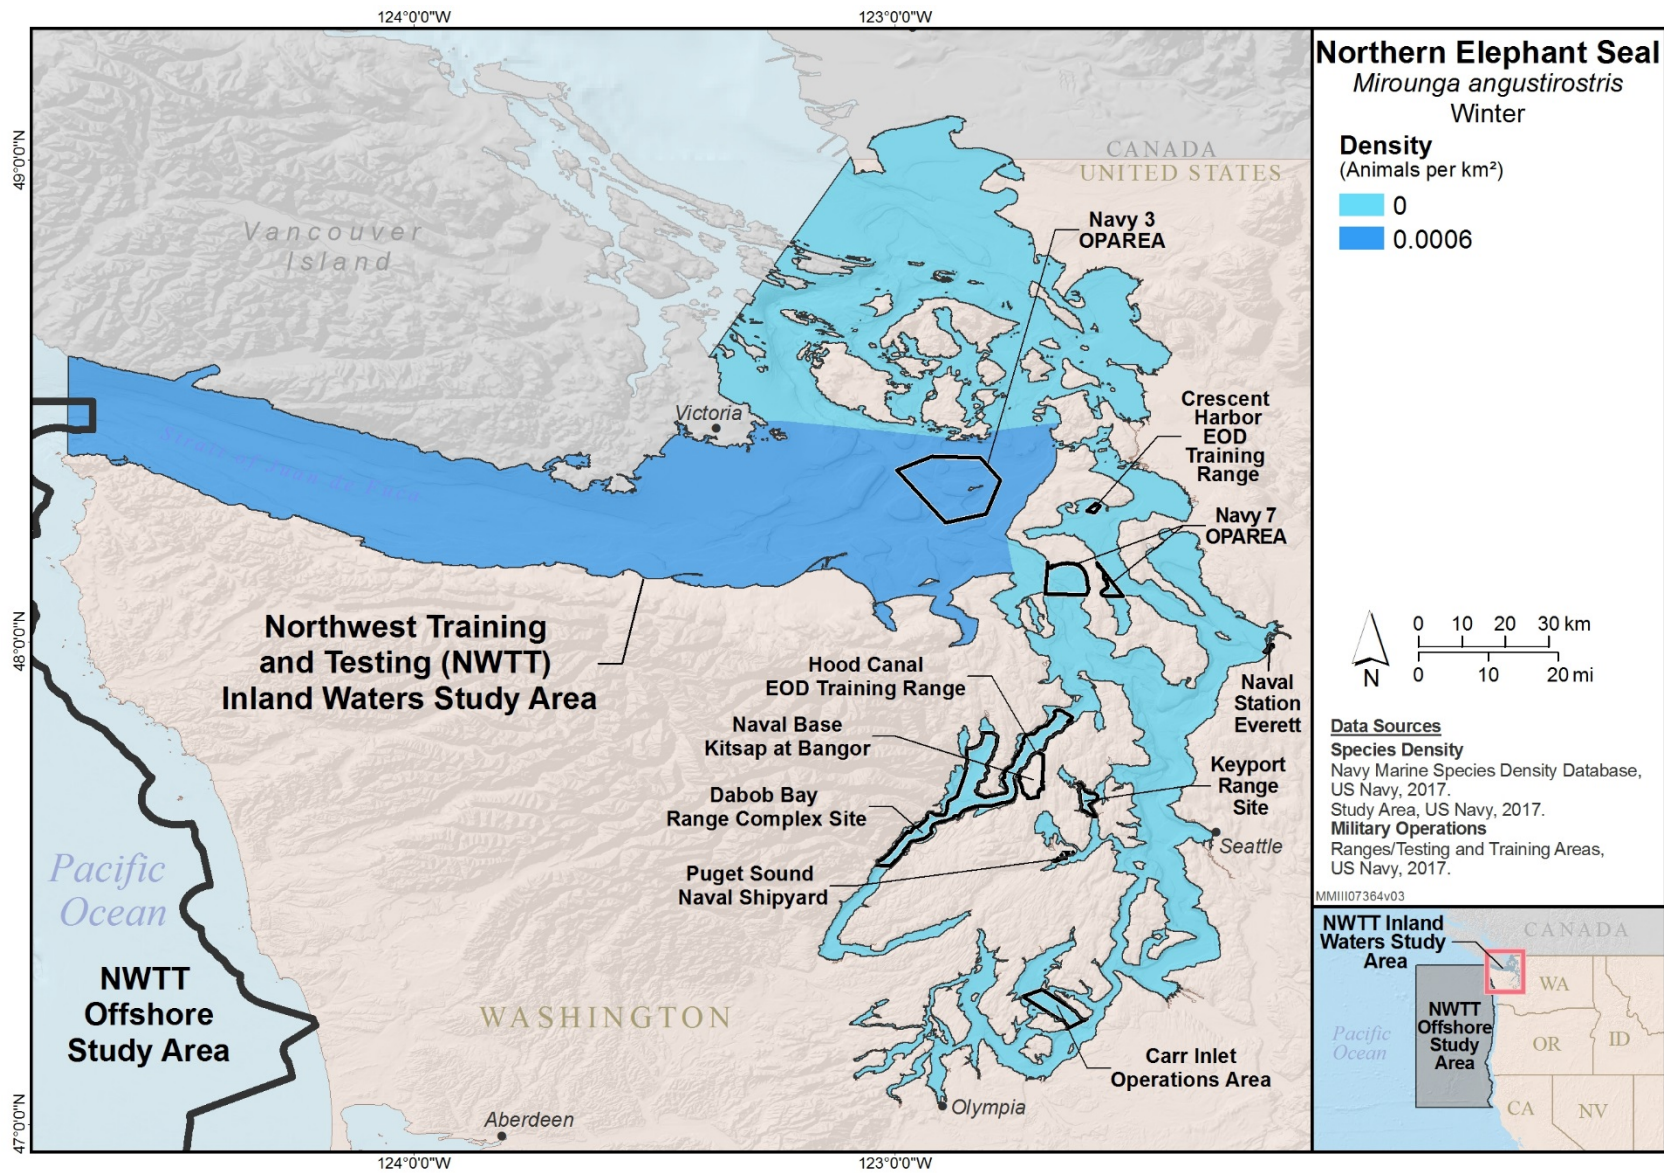 124°0'0"W
123°0'0"W
49°0'0"N
48°0'0"N
47°0'0"N
CANADA
UNITED STATES
Vancouver
Island
Navy 3
OPAREA
Victoria
Strait of Juan de Fuca
Crescent
Harbor
EOD
Training
Range
Navy 7
OPAREA
Northwest Training
and Testing (NWTT)
Inland Waters Study Area
Hood Canal
EOD Training Range
Naval Base
Kitsap at Bangor
Dabob Bay
Range Complex Site
Puget Sound
Naval Shipyard
Naval
Station
Everett
Keyport
Range
Site
Seattle
Pacific
Ocean
NWTT
Offshore
Study Area
WASHINGTON
Carr Inlet
Operations Area
Olympia
Aberdeen
124°0'0"W
123°0'0"W
Northern Elephant Seal
Mirounga angustirostris
Winter
Density
(Animals per km²)
0
0.0006
N
0 10 20 30 km
0 10 20 mi
Data Sources
Species Density
Navy Marine Species Density Database,
US Navy, 2017.
Study Area, US Navy, 2017.
Military Operations
Ranges/Testing and Training Areas,
US Navy, 2017.
MMIII07364v03
NWTT Inland
Waters Study
Area
CANADA
WA
NWTT
Offshore
Study
Area
Pacific
Ocean
OR
ID
CA
NV